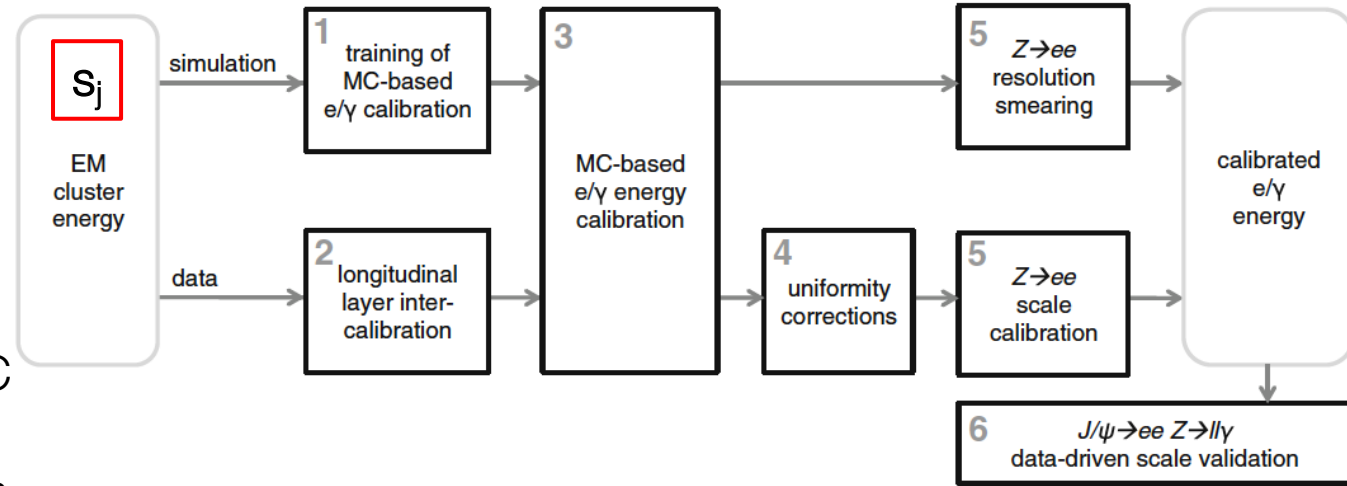 S_j
EM
cluster
energy
simulation
data
1
training of
MC-based
e/γ calibration
2
longitudinal
layer inter-
calibration
3
MC-based
e/γ energy
calibration
4
uniformity
corrections
5
Z→ee
resolution
smearing
5
Z→ee
scale
calibration
calibrated
e/γ
energy
6
J/ψ→ee Z→llγ
data-driven scale validation
C